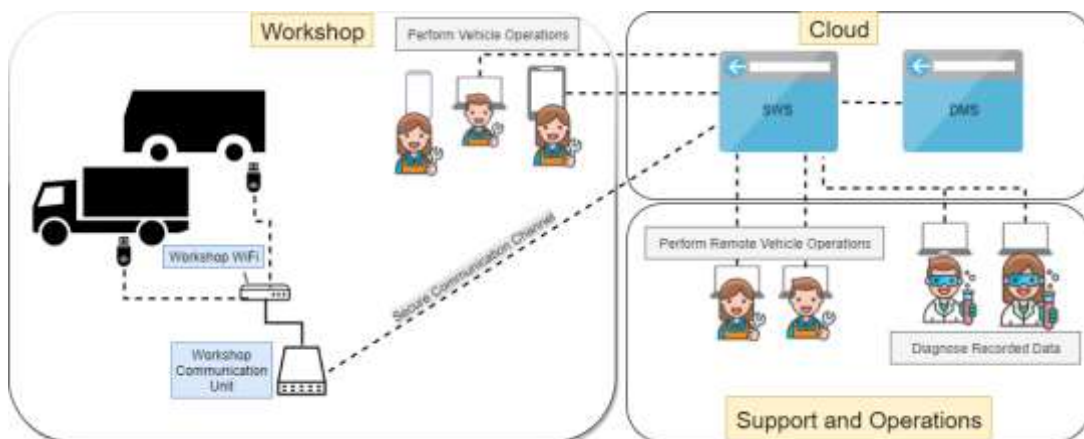 Workshop
Perform Vehicle Operations
Cloud
SWS
DMS
Secure Communication Channel
Workshop WiFi
Workshop
Communication
Unit
Perform Remote Vehicle Operations
Diagnose Recorded Data
Support and Operations